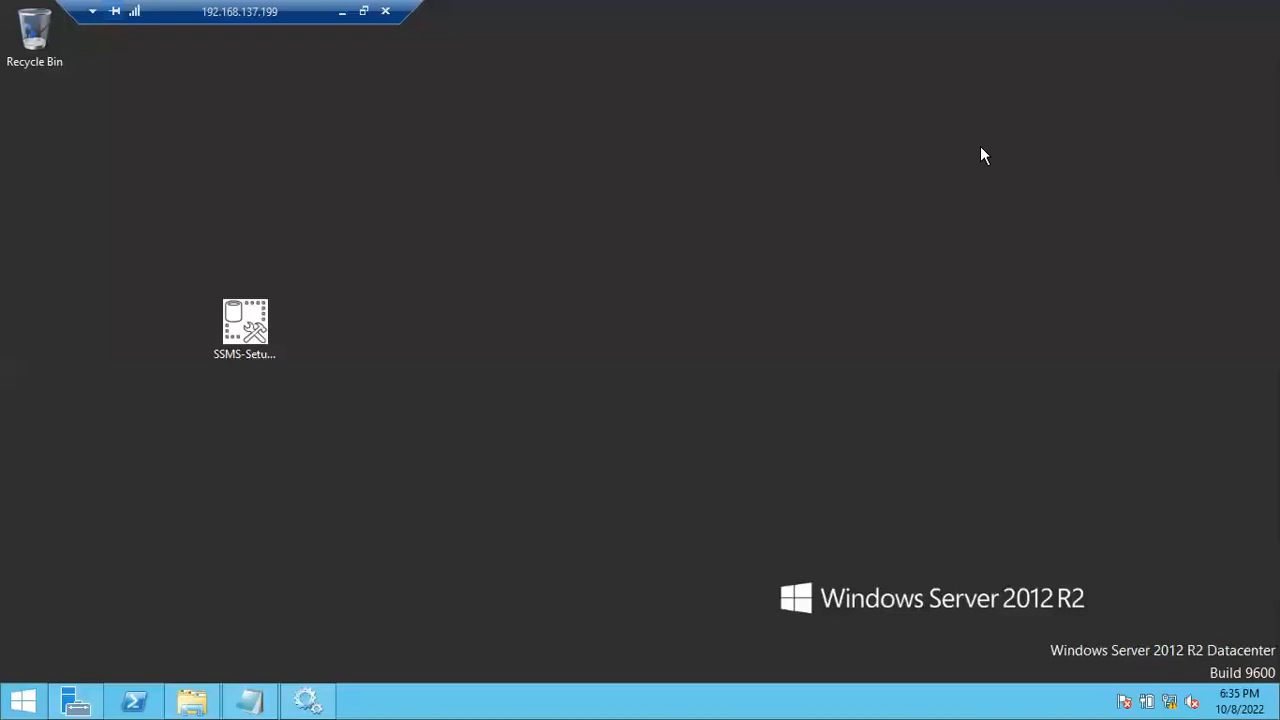 192.168.137.199
Recycle Bin
SSMS-Setu...
Windows Server 2012 R2
Windows Server 2012 R2 Datacenter
Build 9600
6:35 PM
10/8/2022